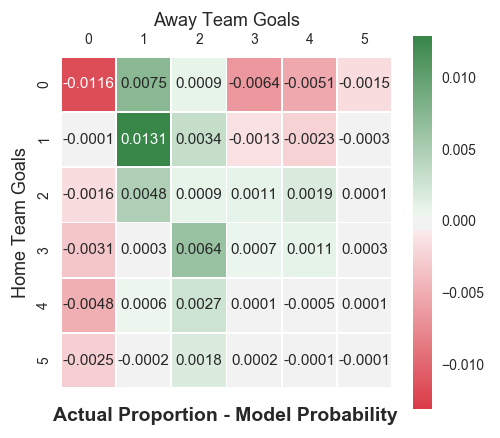 Away Team Goals
0 1 2 3 4 5
Home Team Goals
0 -0.0116 0.0075 0.0009 -0.0064 -0.0051 -0.0015
1 -0.0001 0.0131 0.0034 -0.0013 -0.0023 -0.0003
2 -0.0016 0.0048 0.0009 0.0011 0.0019 0.0001
3 -0.0031 0.0003 0.0064 0.0007 0.0011 0.0003
4 -0.0048 0.0006 0.0027 0.0001 -0.0005 0.0001
5 -0.0025 -0.0002 0.0018 0.0002 -0.0001 -0.0001
Actual Proportion - Model Probability
0.010
0.005
0.000
−0.005
−0.010